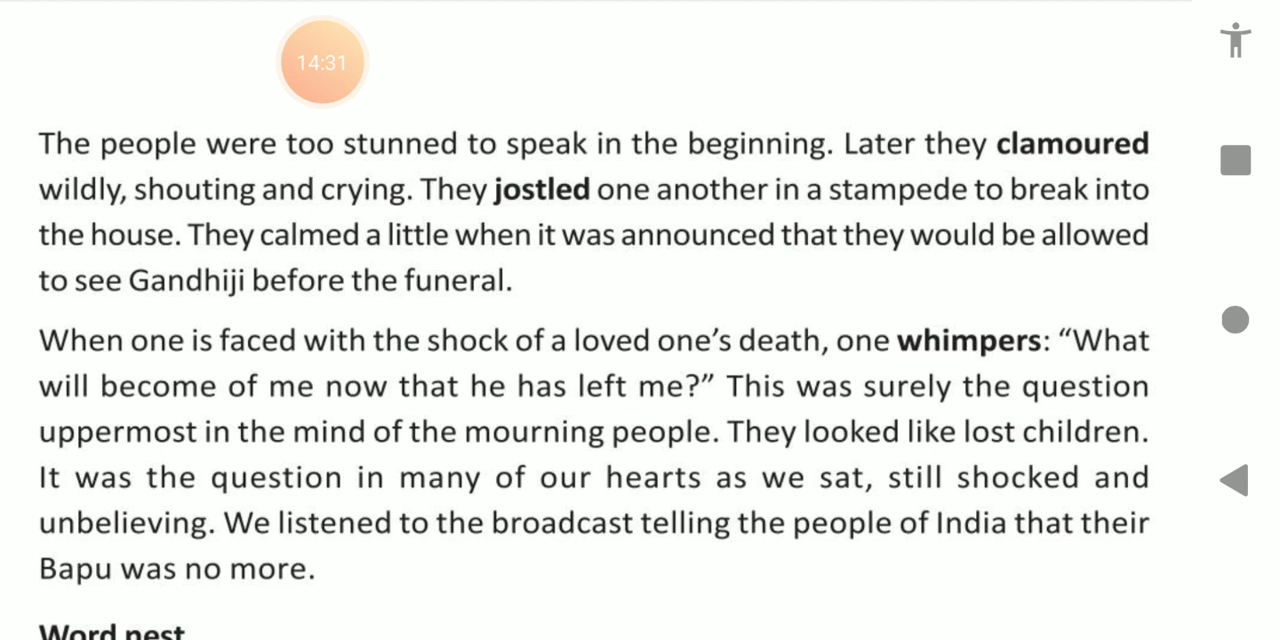 14:31
The people were too stunned to speak in the beginning. Later they clamoured
wildly, shouting and crying. They jostled one another in a stampede to break into
the house. They calmed a little when it was announced that they would be allowed
to see Gandhiji before the funeral.
When one is faced with the shock of a loved one’s death, one whimpers: “What
will become of me now that he has left me?” This was surely the question
uppermost in the mind of the mourning people. They looked like lost children.
It was the question in many of our hearts as we sat, still shocked and
unbelieving. We listened to the broadcast telling the people of India that their
Bapu was no more.
Word nest